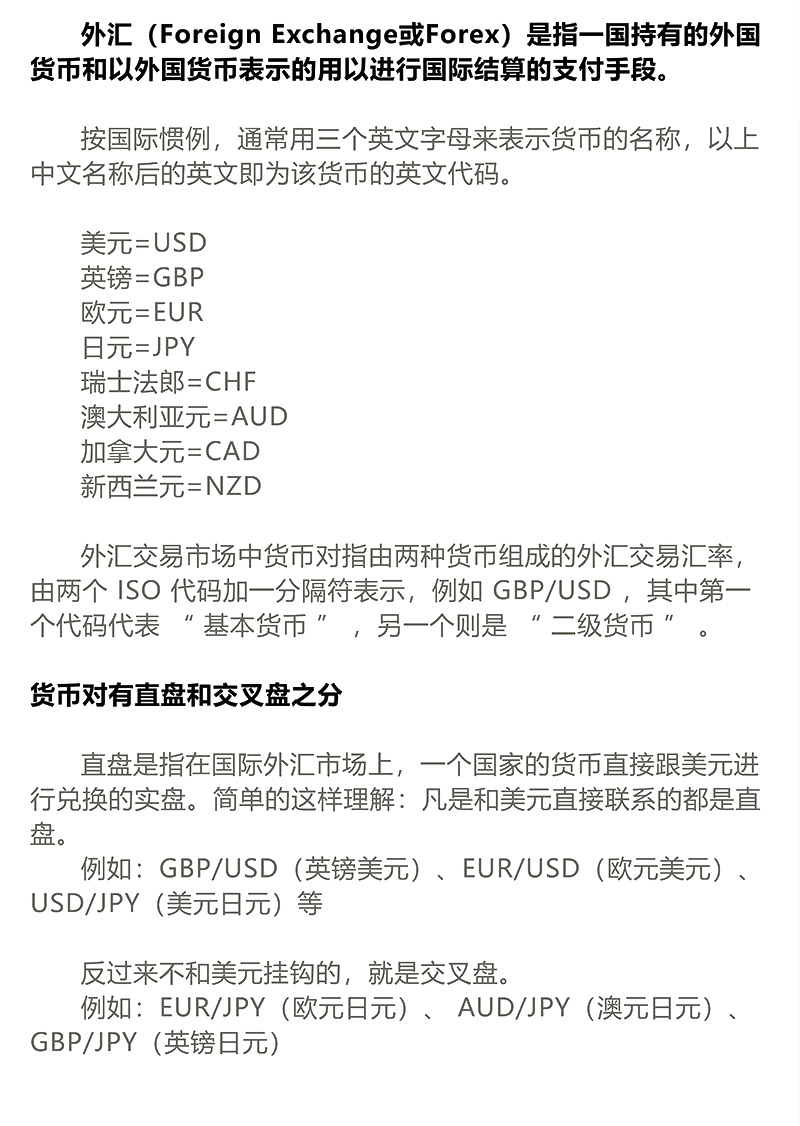 外汇（Foreign Exchange或Forex）是指一国持有的外国
货币和以外国货币表示的用以进行国际结算的支付手段。
按国际惯例，通常用三个英文字母来表示货币的名称，以上
中文名称后的英文即为该货币的英文代码。
美元=USD
英镑=GBP
欧元=EUR
日元=JPY
瑞士法郎=CHF
澳大利亚元=AUD
加拿大元=CAD
新西兰元=NZD
外汇交易市场中货币对指由两种货币组成的外汇交易汇率，
由两个 ISO 代码加一分隔符表示，例如 GBP/USD ，其中第一
个代码代表 “ 基本货币 ” ，另一个则是 “ 二级货币 ” 。
货币对有直盘和交叉盘之分
直盘是指在国际外汇市场上，一个国家的货币直接跟美元进
行兑换的实盘。简单的这样理解：凡是和美元直接联系的都是直
盘。
例如：GBP/USD（英镑美元）、EUR/USD（欧元美元）、
USD/JPY（美元日元）等
反过来不和美元挂钩的，就是交叉盘。
例如：EUR/JPY（欧元日元）、 AUD/JPY（澳元日元）、
GBP/JPY（英镑日元）